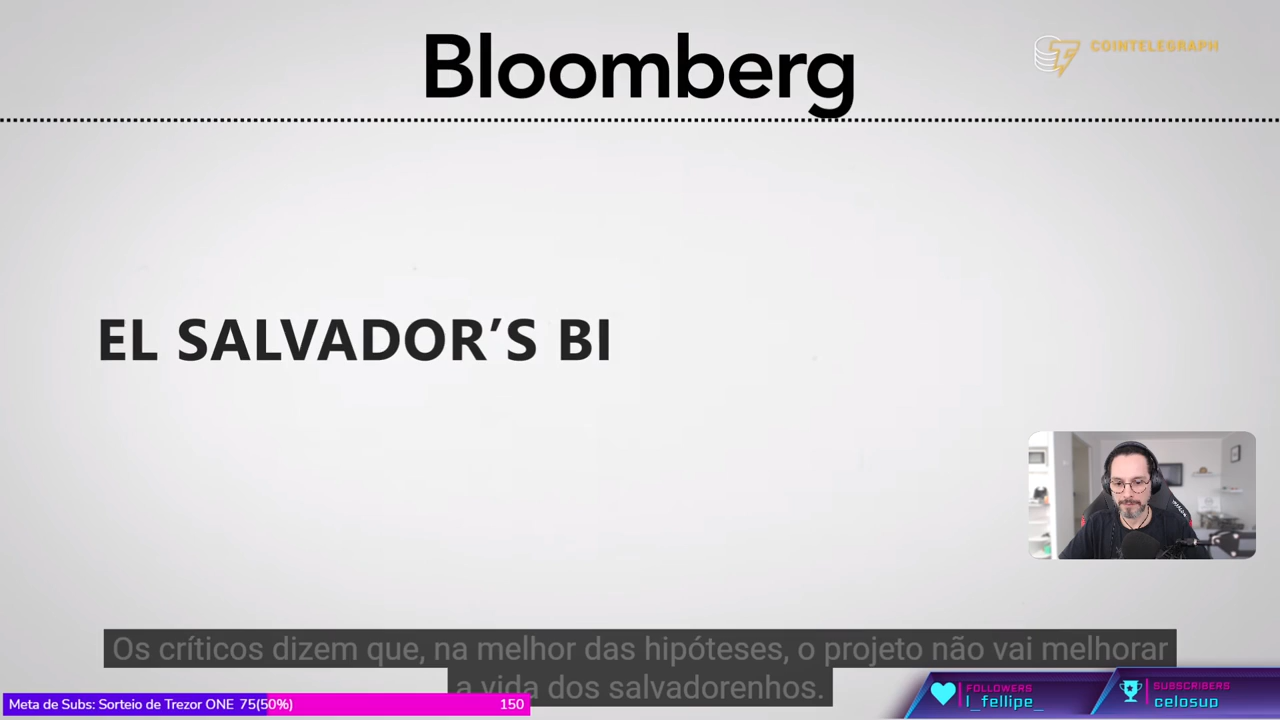 Bloomberg
COINTELEGRAPH
EL SALVADOR’S BI
Os críticos dizem que, na melhor das hipóteses, o projeto não vai melhorar
a vida dos salvadorenhos.
Meta de Subs: Sorteio de Trezor ONE 75(50%) 150
FOLLOWERS
l_fellipe_
SUBSCRIBERS
celosup